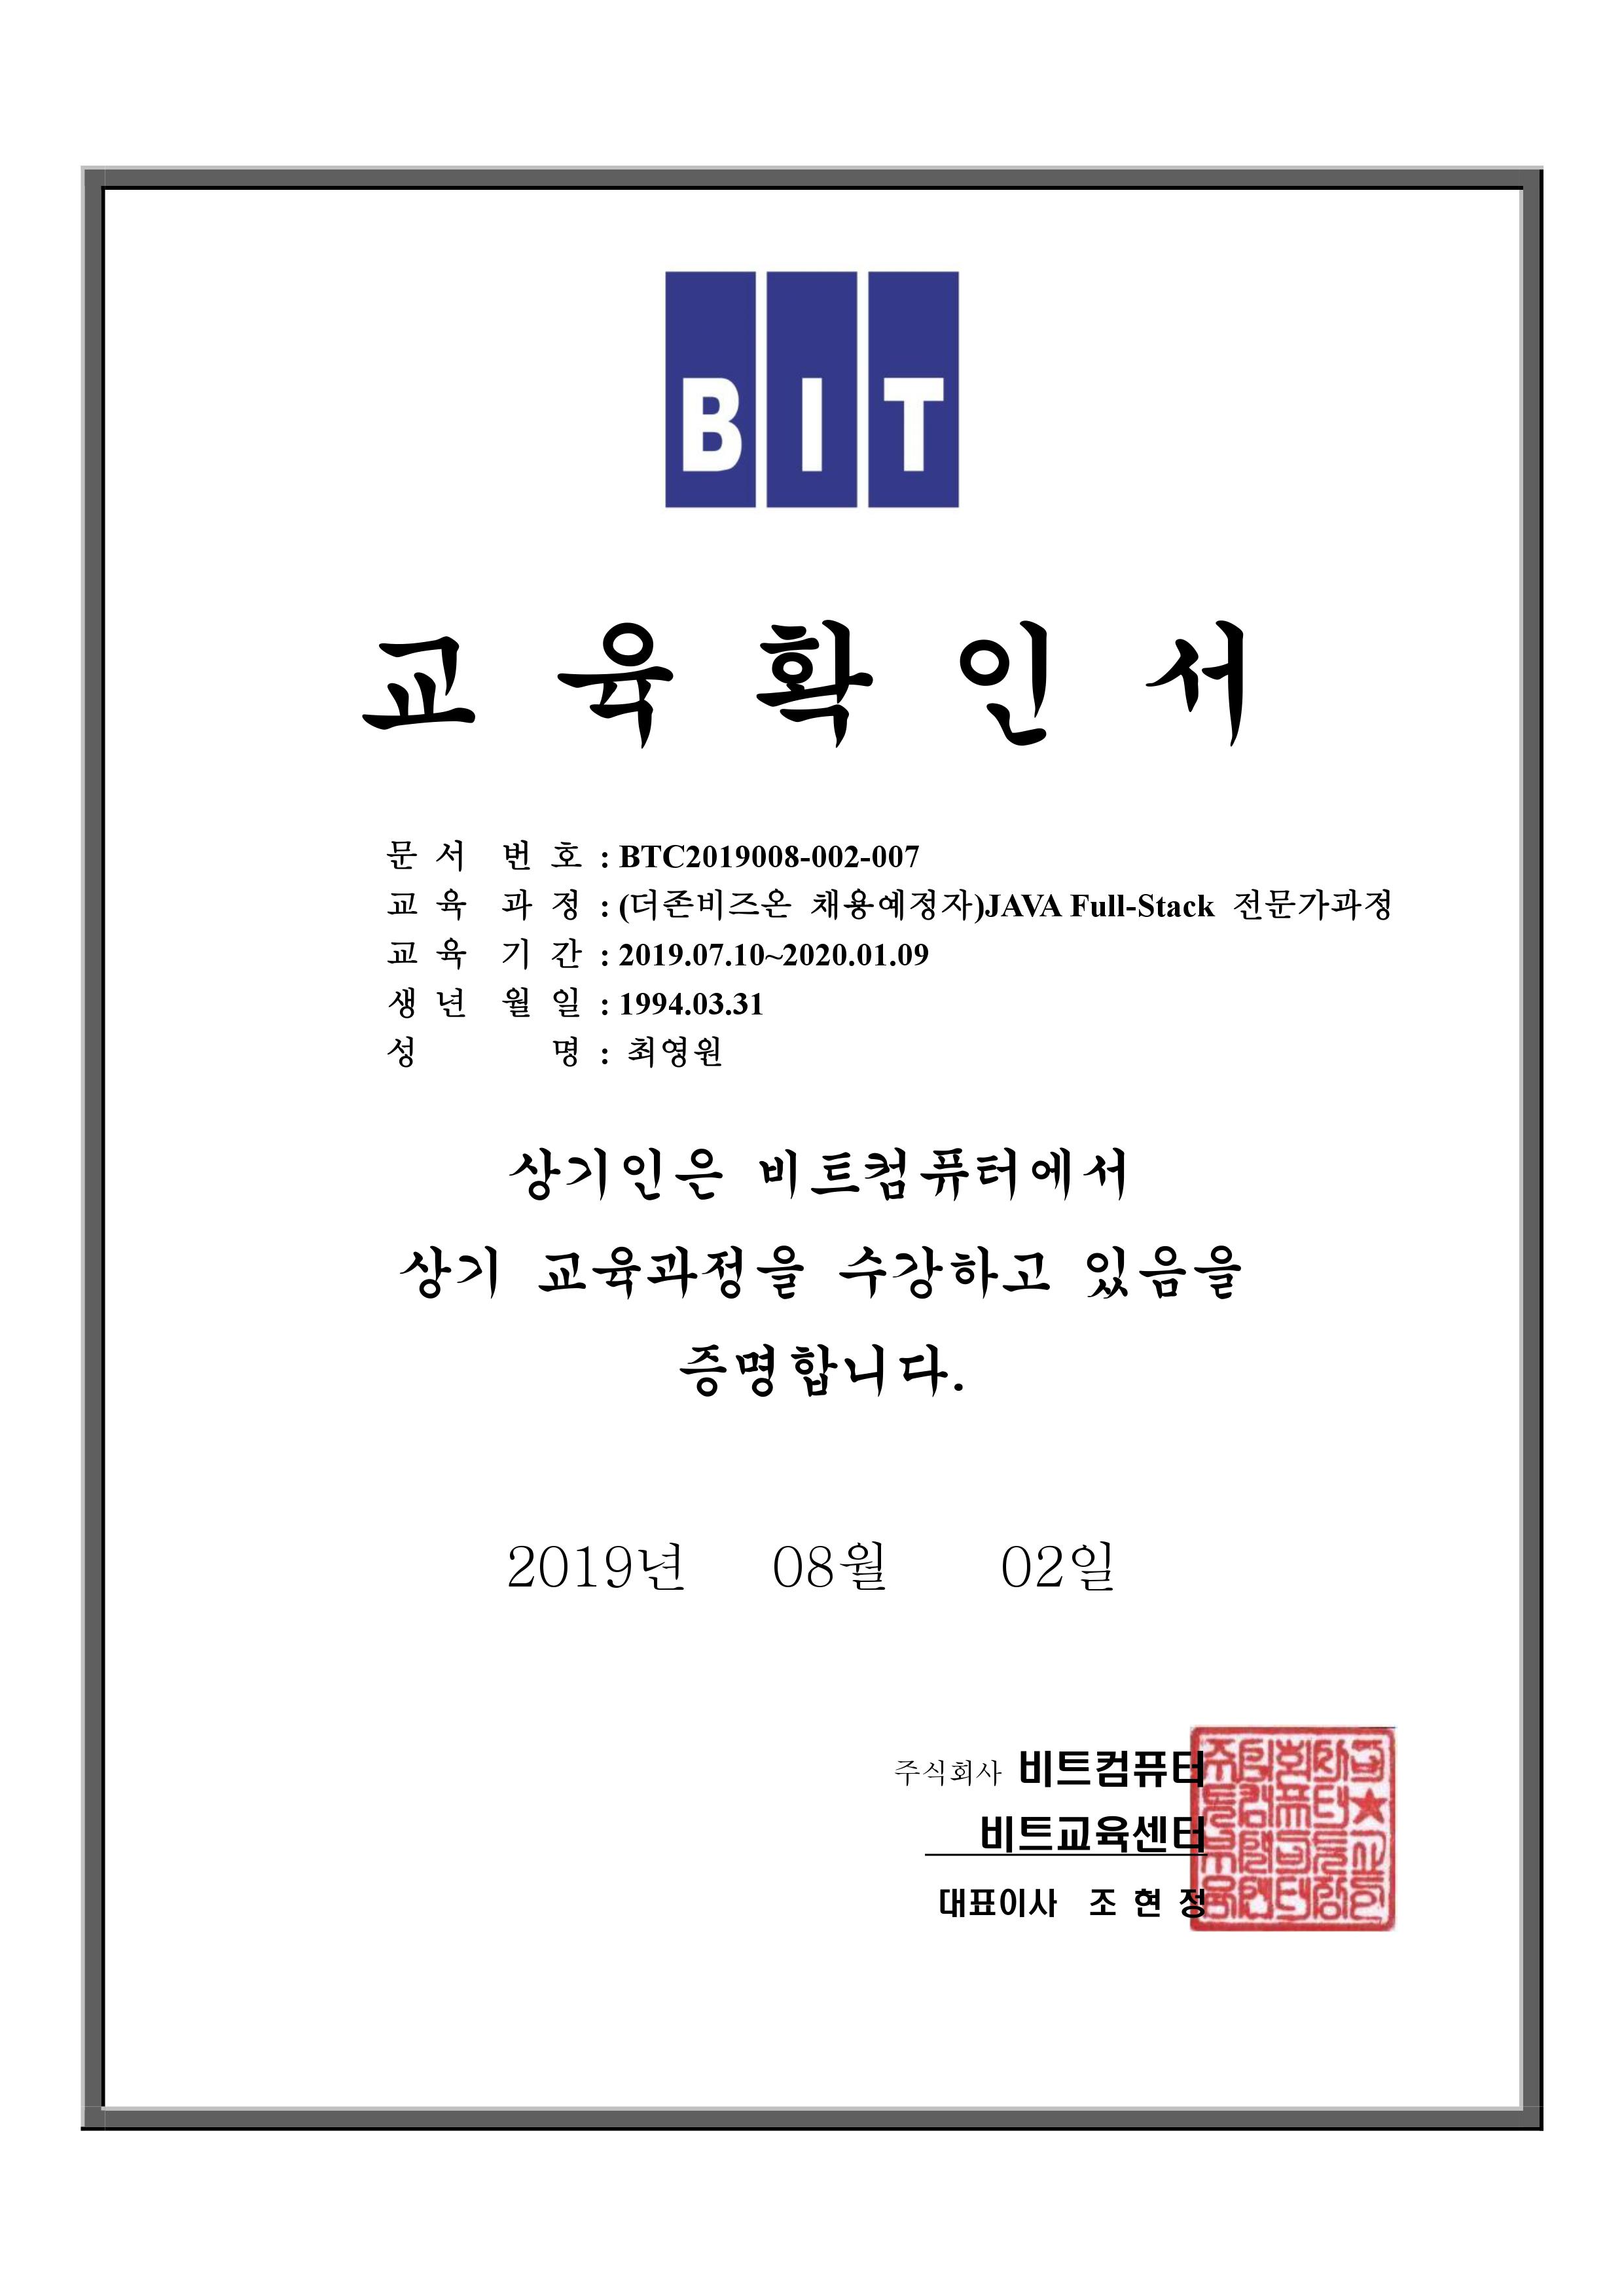 BIT
교 육 확 인 서
문 서 번 호 : BTC2019008-002-007
교 육 과 정 : (더존비즈온 채용예정자)JAVA Full-Stack 전문가과정
교 육 기 간 : 2019.07.10~2020.01.09
생 년 월 일 : 1994.03.31
성 명 : 최영원
상기인은 비트컴퓨터에서
상기 교육과정을 수강하고 있음을
증명합니다.
2019년 08월 02일
주식회사 비트컴퓨터
비트교육센터
대표이사 조 현 정